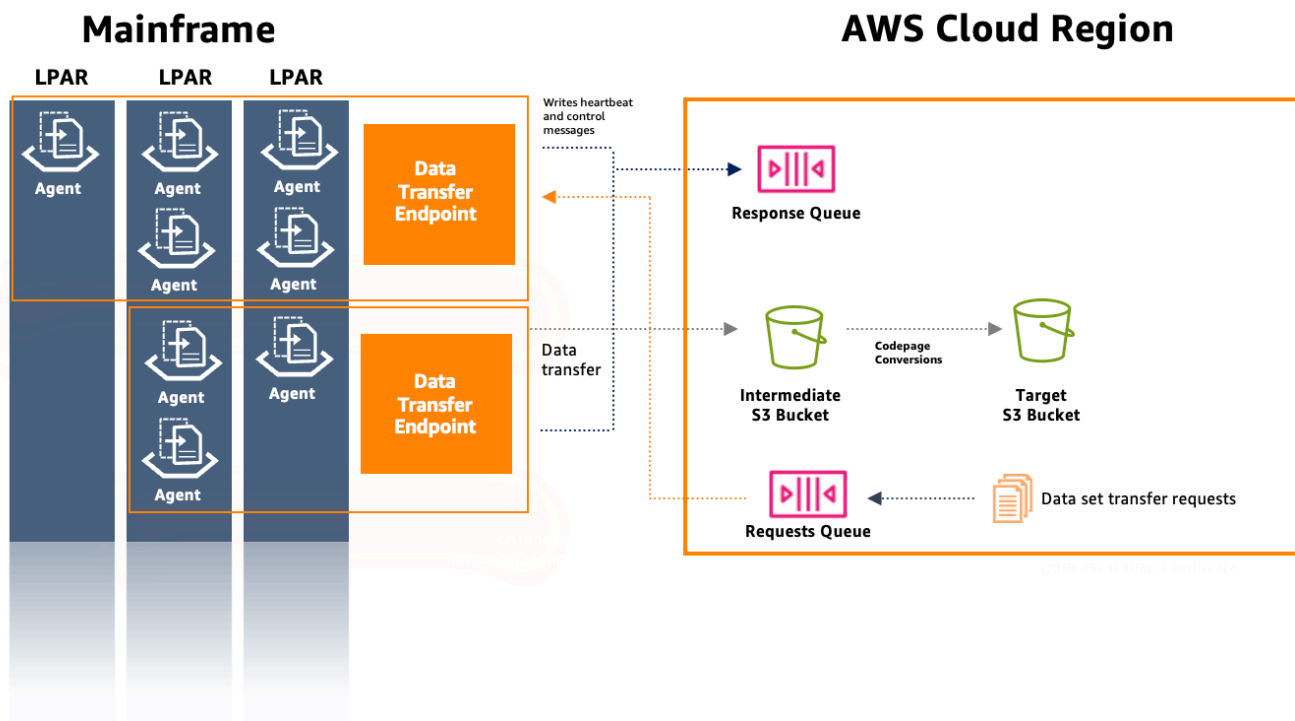 Mainframe
AWS Cloud Region
LPAR
LPAR
LPAR
Agent
Agent
Agent
Agent
Agent
Data
Transfer
Endpoint
Writes heartbeat
and control
messages
Response Queue
Agent
Agent
Agent
Data
Transfer
Endpoint
Data
transfer
Intermediate
S3 Bucket
Codepage
Conversions
Target
S3 Bucket
Requests Queue
Data set transfer requests